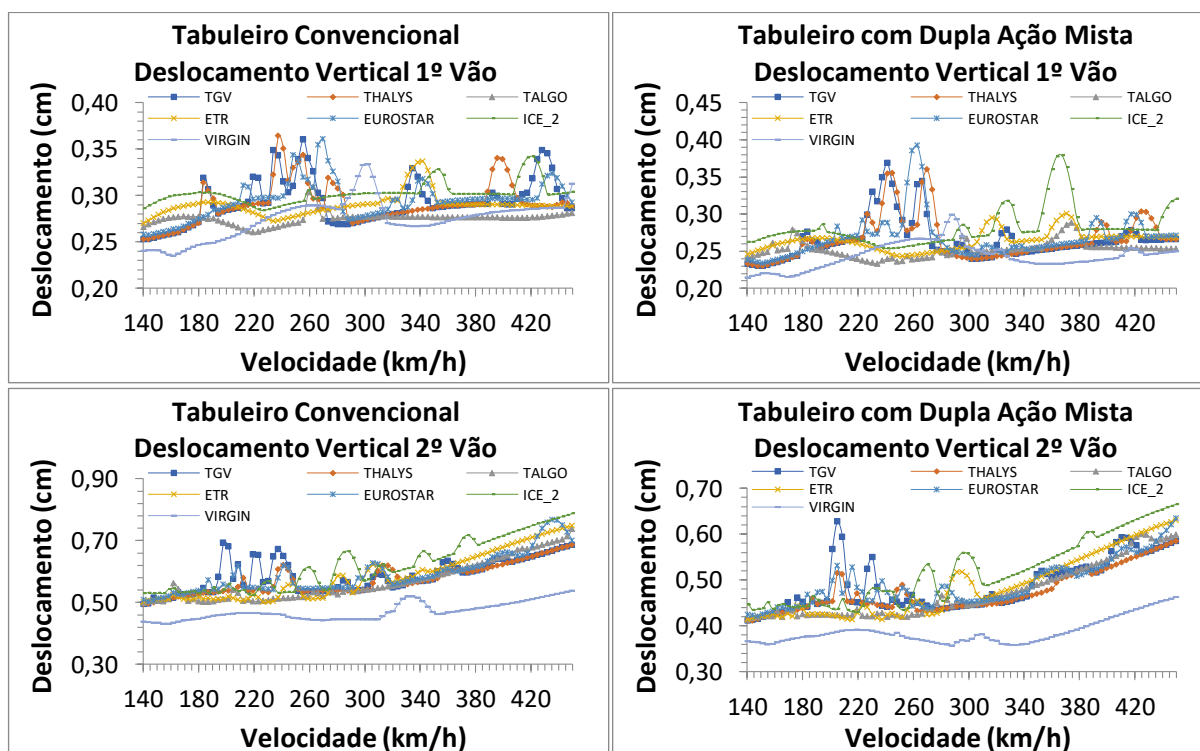 Tabuleiro Convencional
Deslocamento Vertical 1º Vão
TGV THALYS TALGO
ETR EUROSTAR ICE_2
VIRGIN
Deslocamento (cm)
0,40
0,35
0,30
0,25
0,20
140 180 220 260 300 340 380 420
Velocidade (km/h)
Tabuleiro com Dupla Ação Mista
Deslocamento Vertical 1º Vão
TGV THALYS TALGO
ETR EUROSTAR ICE_2
VIRGIN
Deslocamento (cm)
0,45
0,40
0,35
0,30
0,25
0,20
140 180 220 260 300 340 380 420
Velocidade (km/h)
Tabuleiro Convencional
Deslocamento Vertical 2º Vão
TGV THALYS TALGO
ETR EUROSTAR ICE_2
VIRGIN
Deslocamento (cm)
0,90
0,70
0,50
0,30
140 180 220 260 300 340 380 420
Velocidade (km/h)
Tabuleiro com Dupla Ação Mista
Deslocamento Vertical 2º Vão
TGV THALYS TALGO
ETR EUROSTAR ICE_2
VIRGIN
Deslocamento (cm)
0,70
0,60
0,50
0,40
0,30
140 180 220 260 300 340 380 420
Velocidade (km/h)